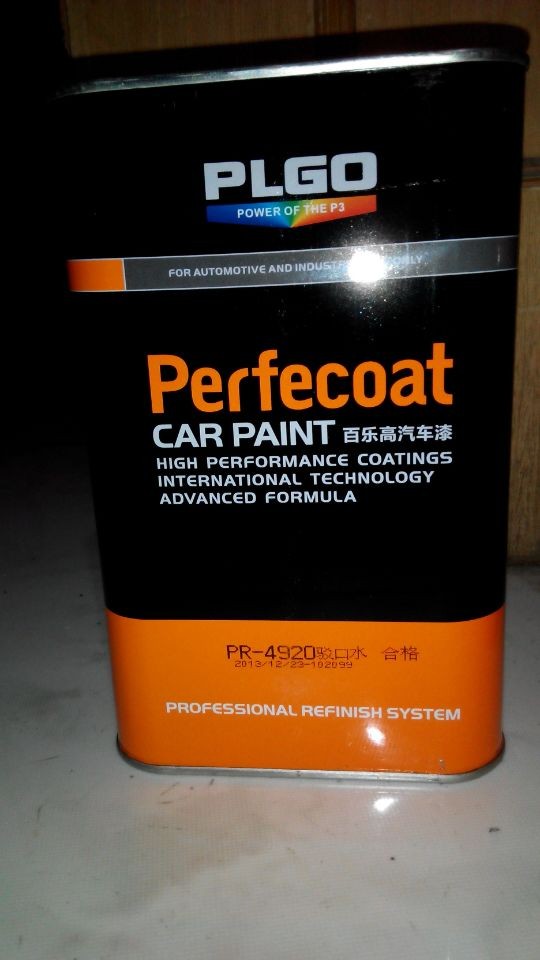 PLGO
POWER OF THE P3
FOR AUTOMOTIVE AND ONLY
Perfecoat
CAR PAINT 百乐高汽车漆
HIGH PERFORMANCE COATINGS
INTERNATIONAL TECHNOLOGY
ADVANCED FORMULA
PR-4920驳口水 合格
2013/12/23-102099
PROFESSIONAL REFINISH SYSTEM